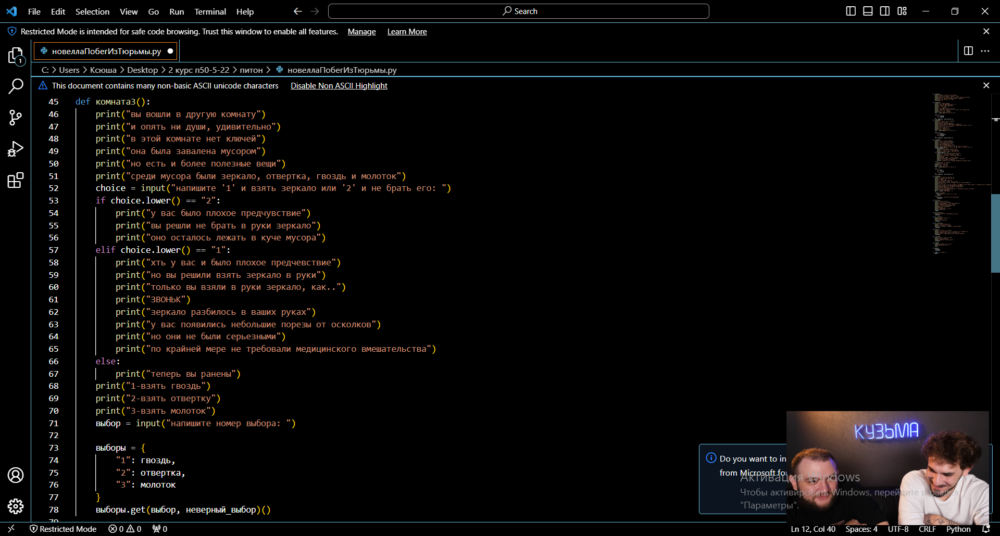 File Edit Selection View Go Run Terminal Help
Search
Restricted Mode is intended for safe code browsing. Trust this window to enable all features. Manage Learn More
новеллаПобегИзТюрьмы.py
C: > Users > Ксюша > Desktop > 2 курс п50-5-22 > питон > новеллаПобегИзТюрьмы.py
This document contains many non-basic ASCII unicode characters Disable Non ASCII Highlight
45 def комната3():
46 print("вы вошли в другую комнату")
47 print("и опять ни души, удивительно")
48 print("в этой комнате нет ключей")
49 print("она была завалена мусором")
50 print("но есть и более полезные вещи")
51 print("среди мусора были зеркало, отвертка, гвоздь и молоток")
52 choice = input("напишите '1' и взять зеркало или '2' и не брать его: ")
53 if choice.lower() == "2":
54 print("у вас было плохое предчувствие")
55 print("вы решли не брать в руки зеркало")
56 print("оно осталось лежать в куче мусора")
57 elif choice.lower() == "1":
58 print("хть у вас и было плохое предчевствие")
59 print("но вы решили взять зеркало в руки")
60 print("только вы взяли в руки зеркало, как..")
61 print("ЗВОНЬК")
62 print("зеркало разбилось в ваших руках")
63 print("у вас появились небольшие порезы от осколков")
64 print("но они не были серьезными")
65 print("по крайней мере не требовали медицинского вмешательства")
66 else:
67 print("теперь вы ранены")
68 print("1-взять гвоздь")
69 print("2-взять отвертку")
70 print("3-взять молоток")
71 выбор = input("напишите номер выбора: ")
72
73 выборы = {
74 "1": гвоздь,
75 "2": отвертка,
76 "3": молоток
77 }
78 выборы.get(выбор, неверный_выбор)()
79
1
КУЗЬМА
Do you want to in
from Microsoft for
Активация Windows
Чтобы активировать Windows, перейдите в раздел
"Параметры".
Restricted Mode 0 0 0 Ln 12, Col 40 Spaces: 4 UTF-8 CRLF Python